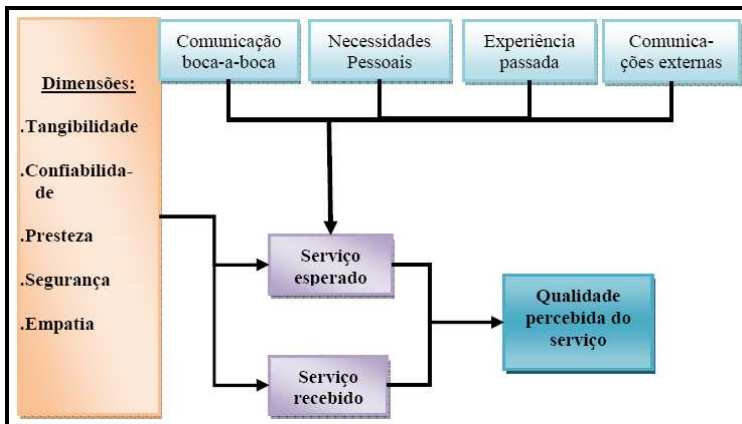 Dimensões:
.Tangibilidade
.Confiabilida-
de
.Presteza
.Segurança
.Empatia
Comunicação
boca-a-boca
Necessidades
Pessoais
Experiência
passada
Comunica-
ções externas
Serviço
esperado
Serviço
recebido
Qualidade
percebida do
serviço